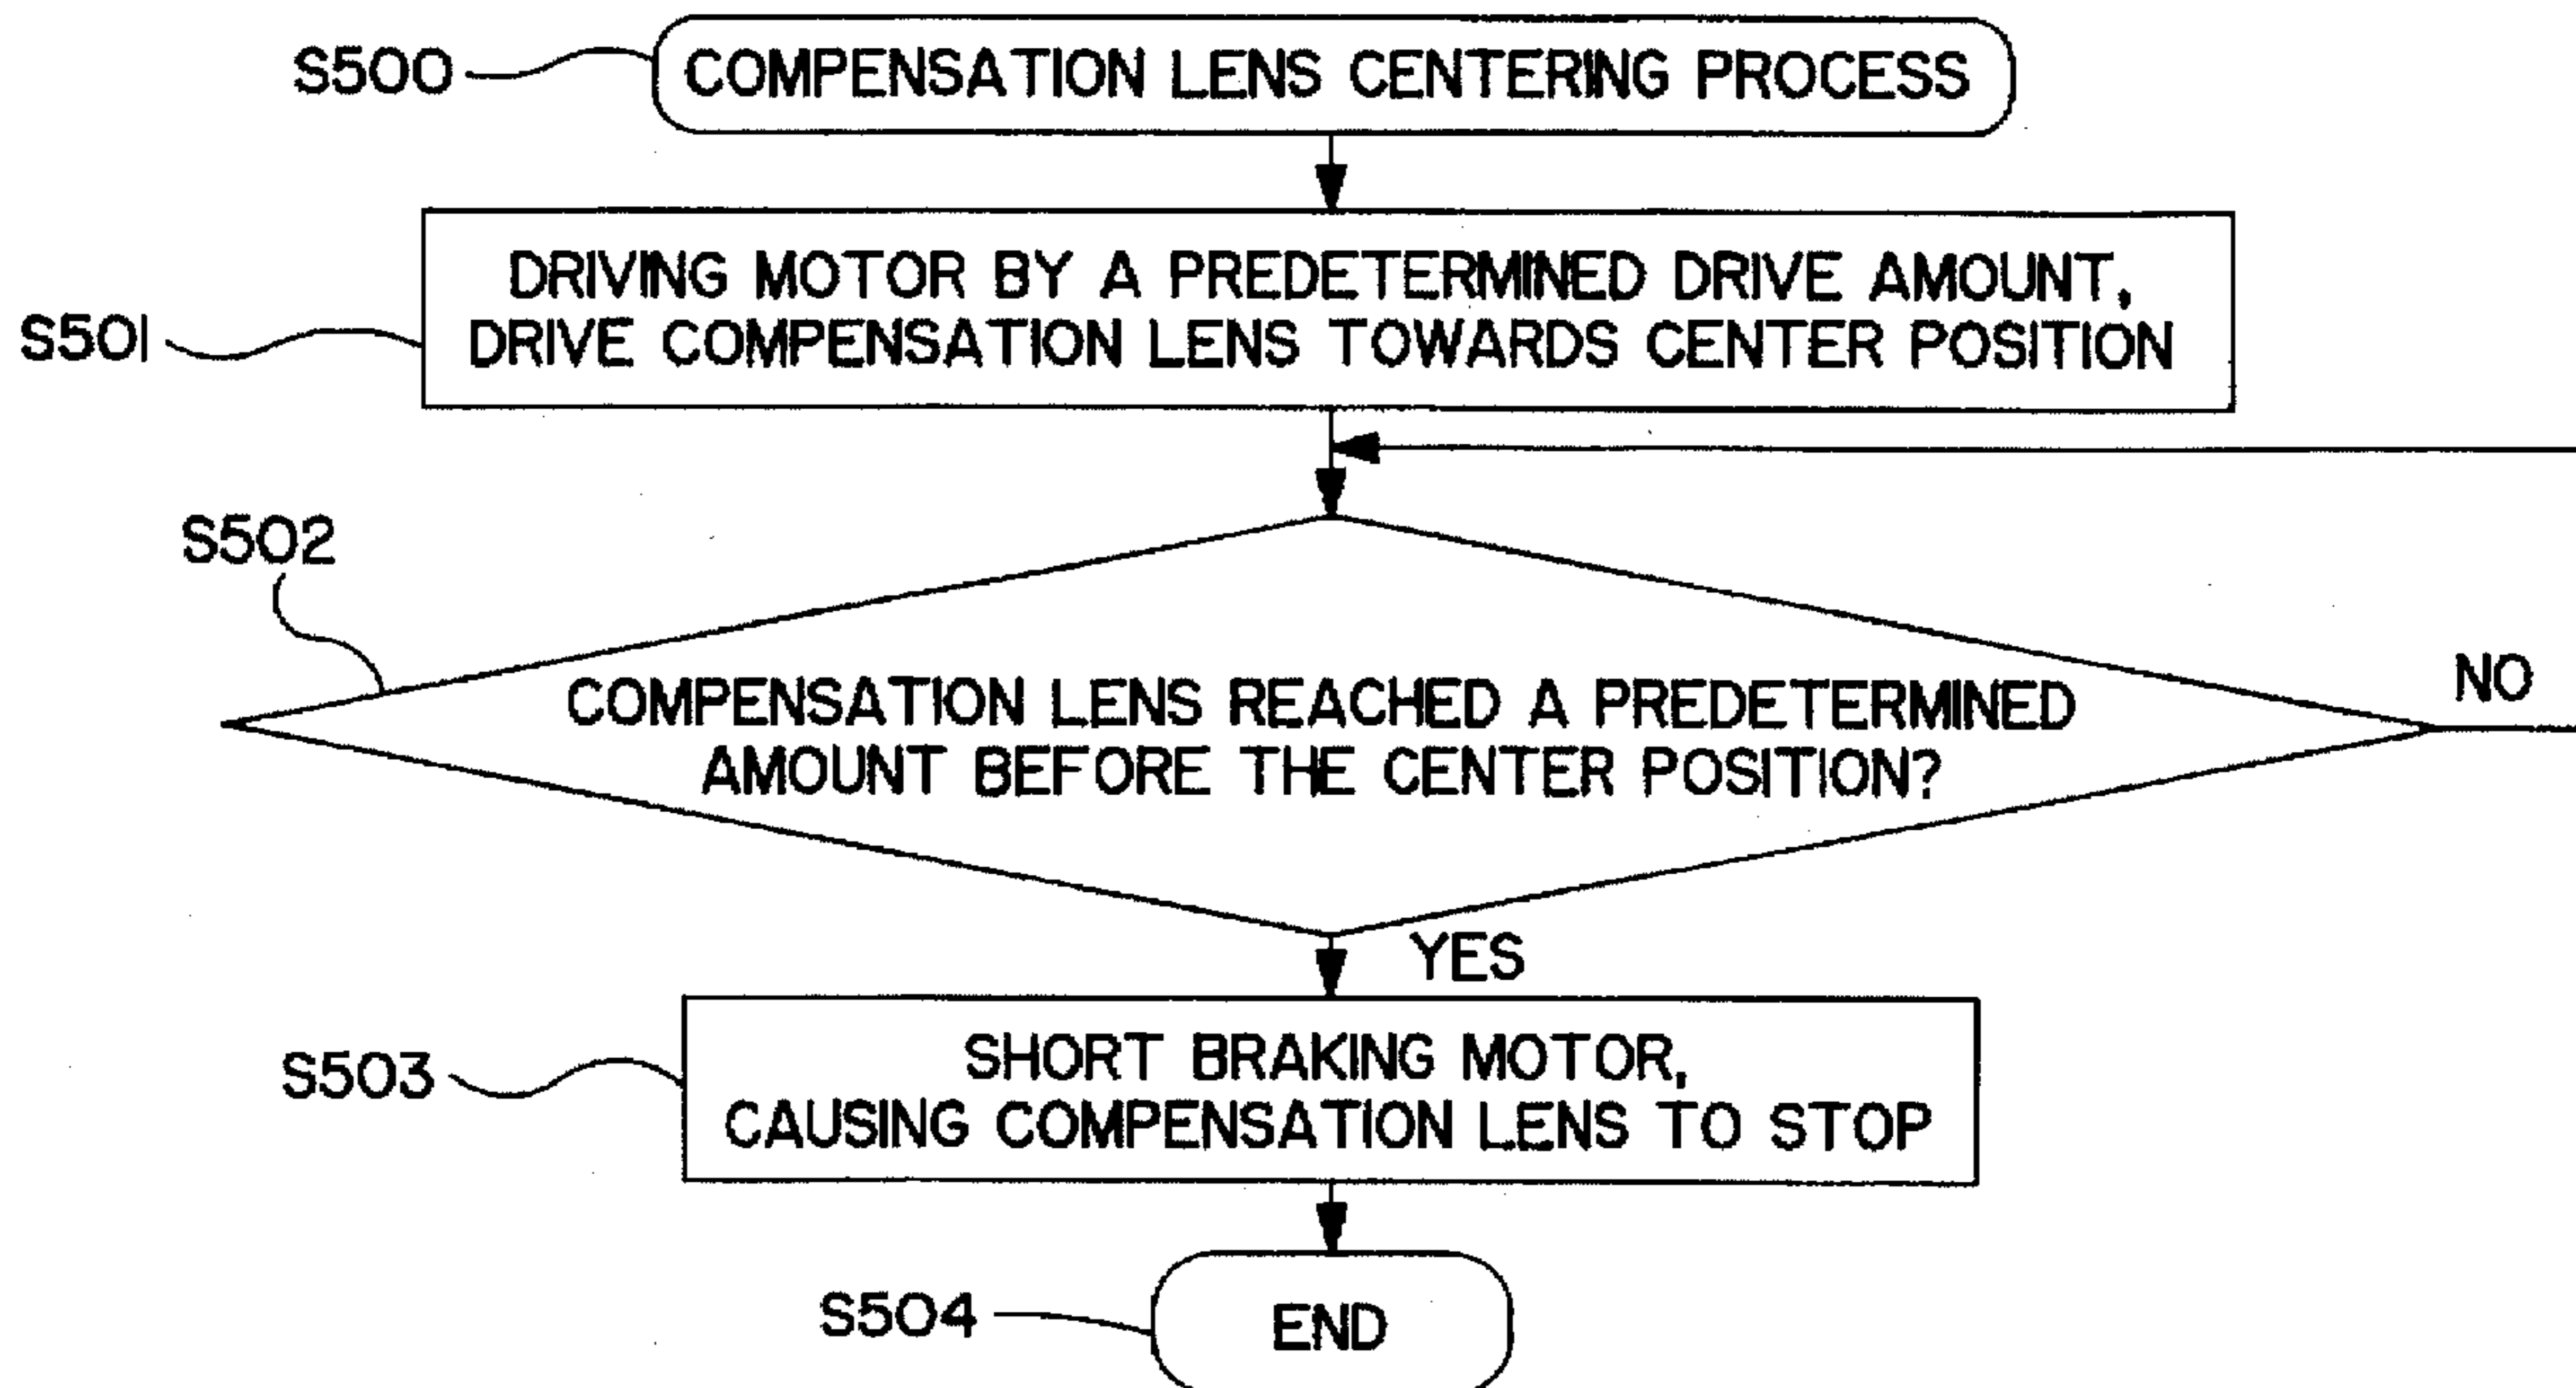 S500
COMPENSATION LENS CENTERING PROCESS
S501
DRIVING MOTOR BY A PREDETERMINED DRIVE AMOUNT,
DRIVE COMPENSATION LENS TOWARDS CENTER POSITION
S502
COMPENSATION LENS REACHED A PREDETERMINED
AMOUNT BEFORE THE CENTER POSITION?
NO
YES
S503
SHORT BRAKING MOTOR,
CAUSING COMPENSATION LENS TO STOP
S504
END